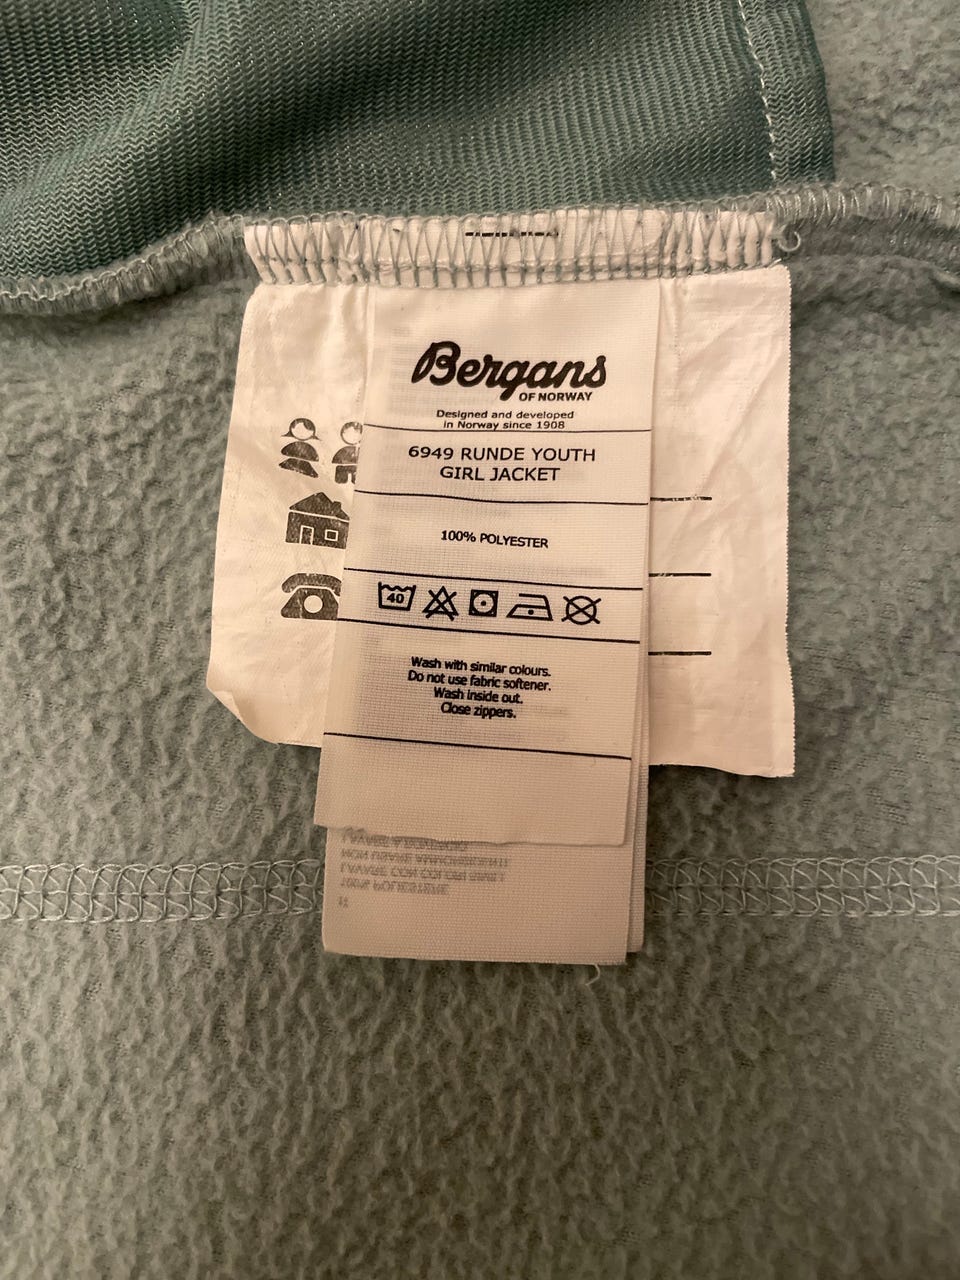 Bergans
OF NORWAY
Designed and developed
in Norway since 1908
6949 RUNDE YOUTH
GIRL JACKET
100% POLYESTER
40
Wash with similar colours.
Do not use fabric softener.
Wash inside out.
Close zippers.